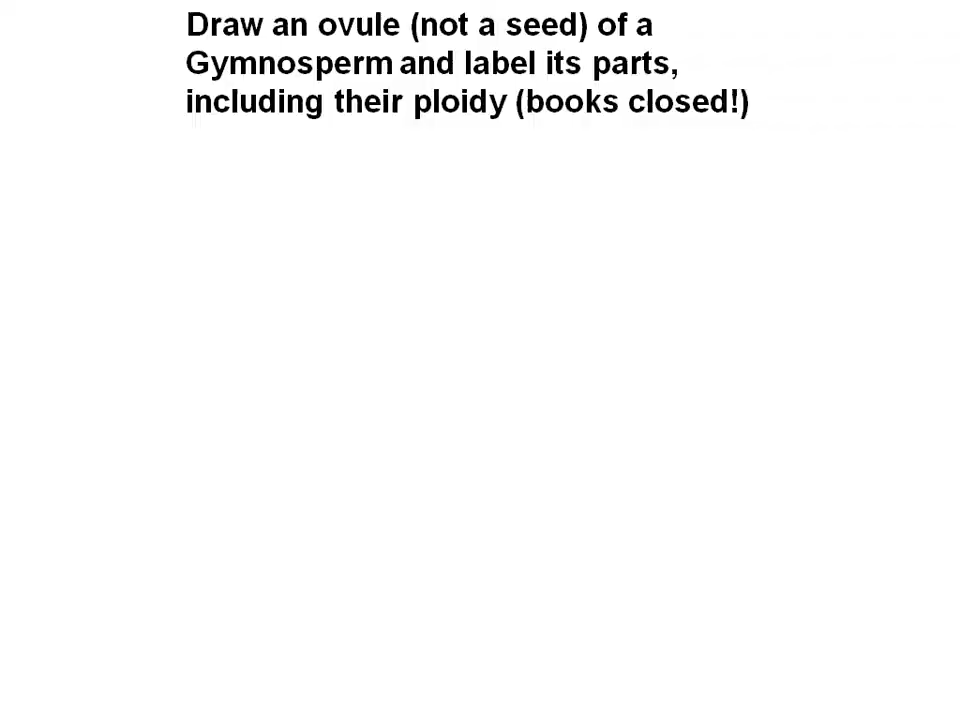 Draw an ovule (not a seed) of a
Gymnosperm and label its parts,
including their ploidy (books closed!)